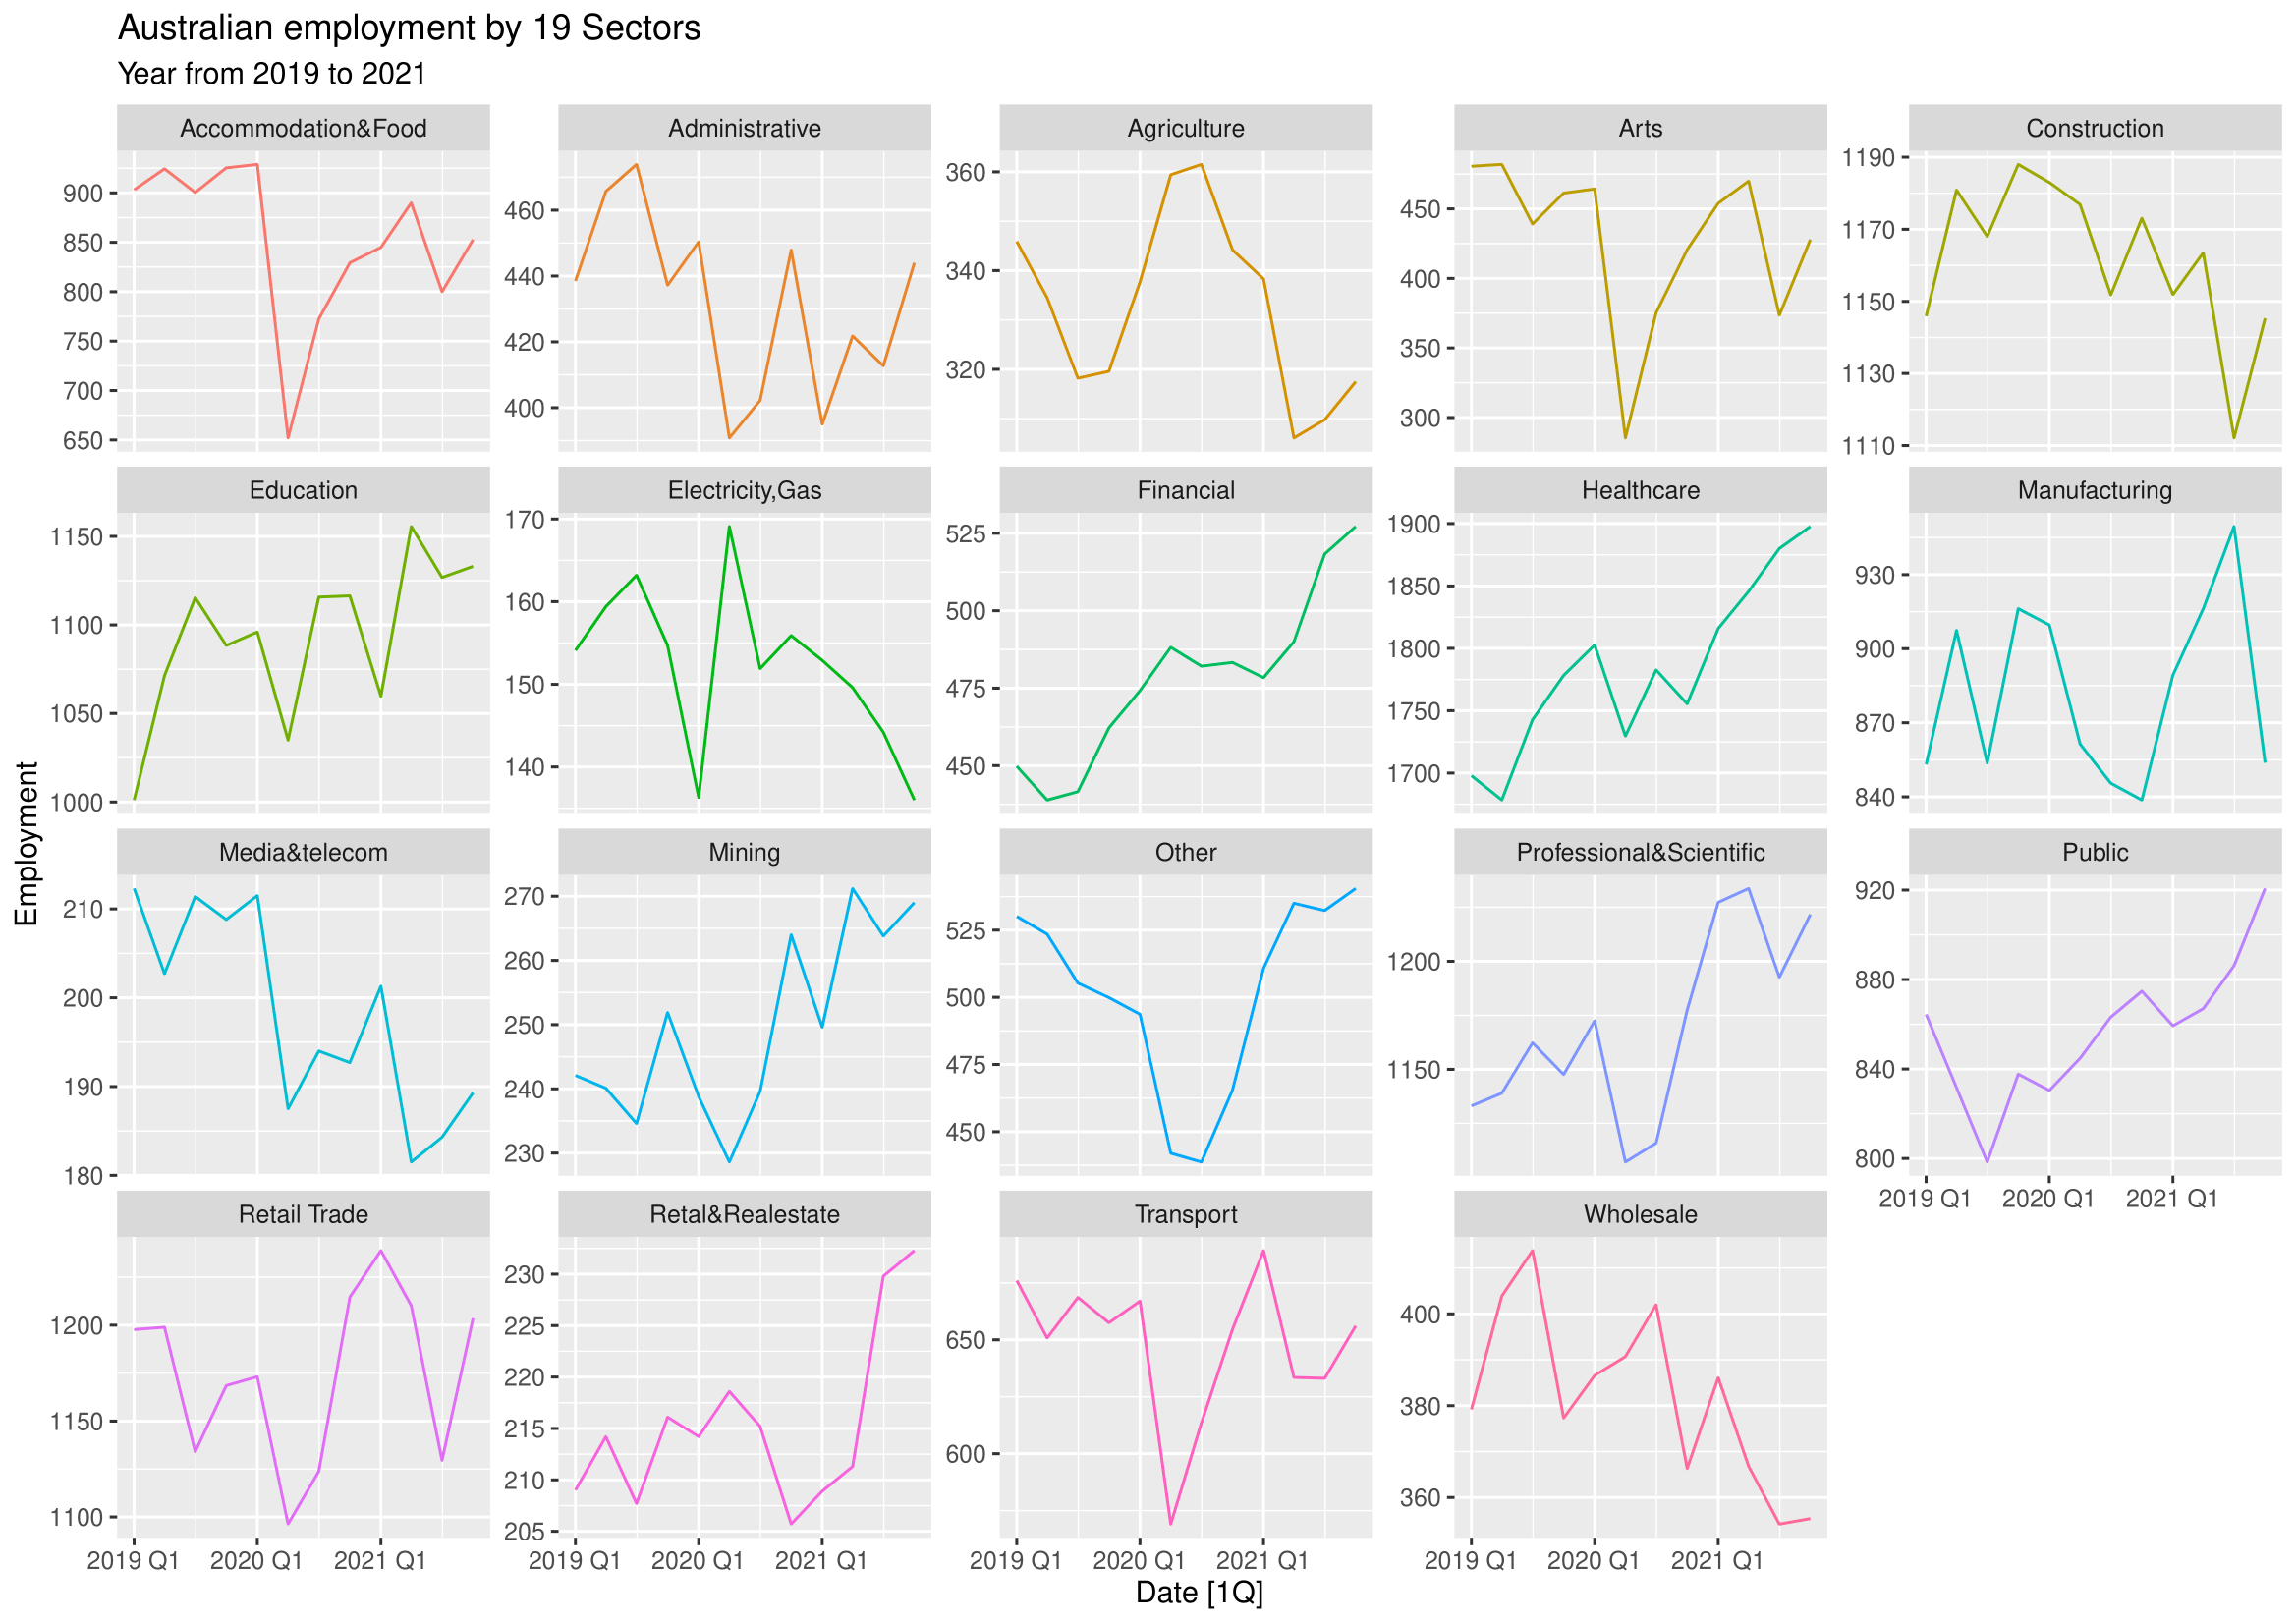 Australian employment by 19 Sectors
Year from 2019 to 2021
Accommodation&Food
900
850
800
750
700
650
Administrative
460
440
420
400
Agriculture
360
340
320
Arts
450
400
350
300
Construction
1190
1170
1150
1130
1110
Education
1150
1100
1050
1000
Electricity,Gas
170
160
150
140
Financial
525
500
475
450
Healthcare
1900
1850
1800
1750
1700
Manufacturing
930
900
870
840
Employment
Media&telecom
210
200
190
180
Mining
270
260
250
240
230
Other
525
500
475
450
Professional&Scientific
1200
1150
Public
920
880
840
800
2019 Q1 2020 Q1 2021 Q1
Retail Trade
1200
1150
1100
2019 Q1 2020 Q1 2021 Q1
Retal&Realestate
230
225
220
215
210
205
2019 Q1 2020 Q1 2021 Q1
Transport
650
600
2019 Q1 2020 Q1 2021 Q1
Wholesale
400
380
360
2019 Q1 2020 Q1 2021 Q1
Date [1Q]